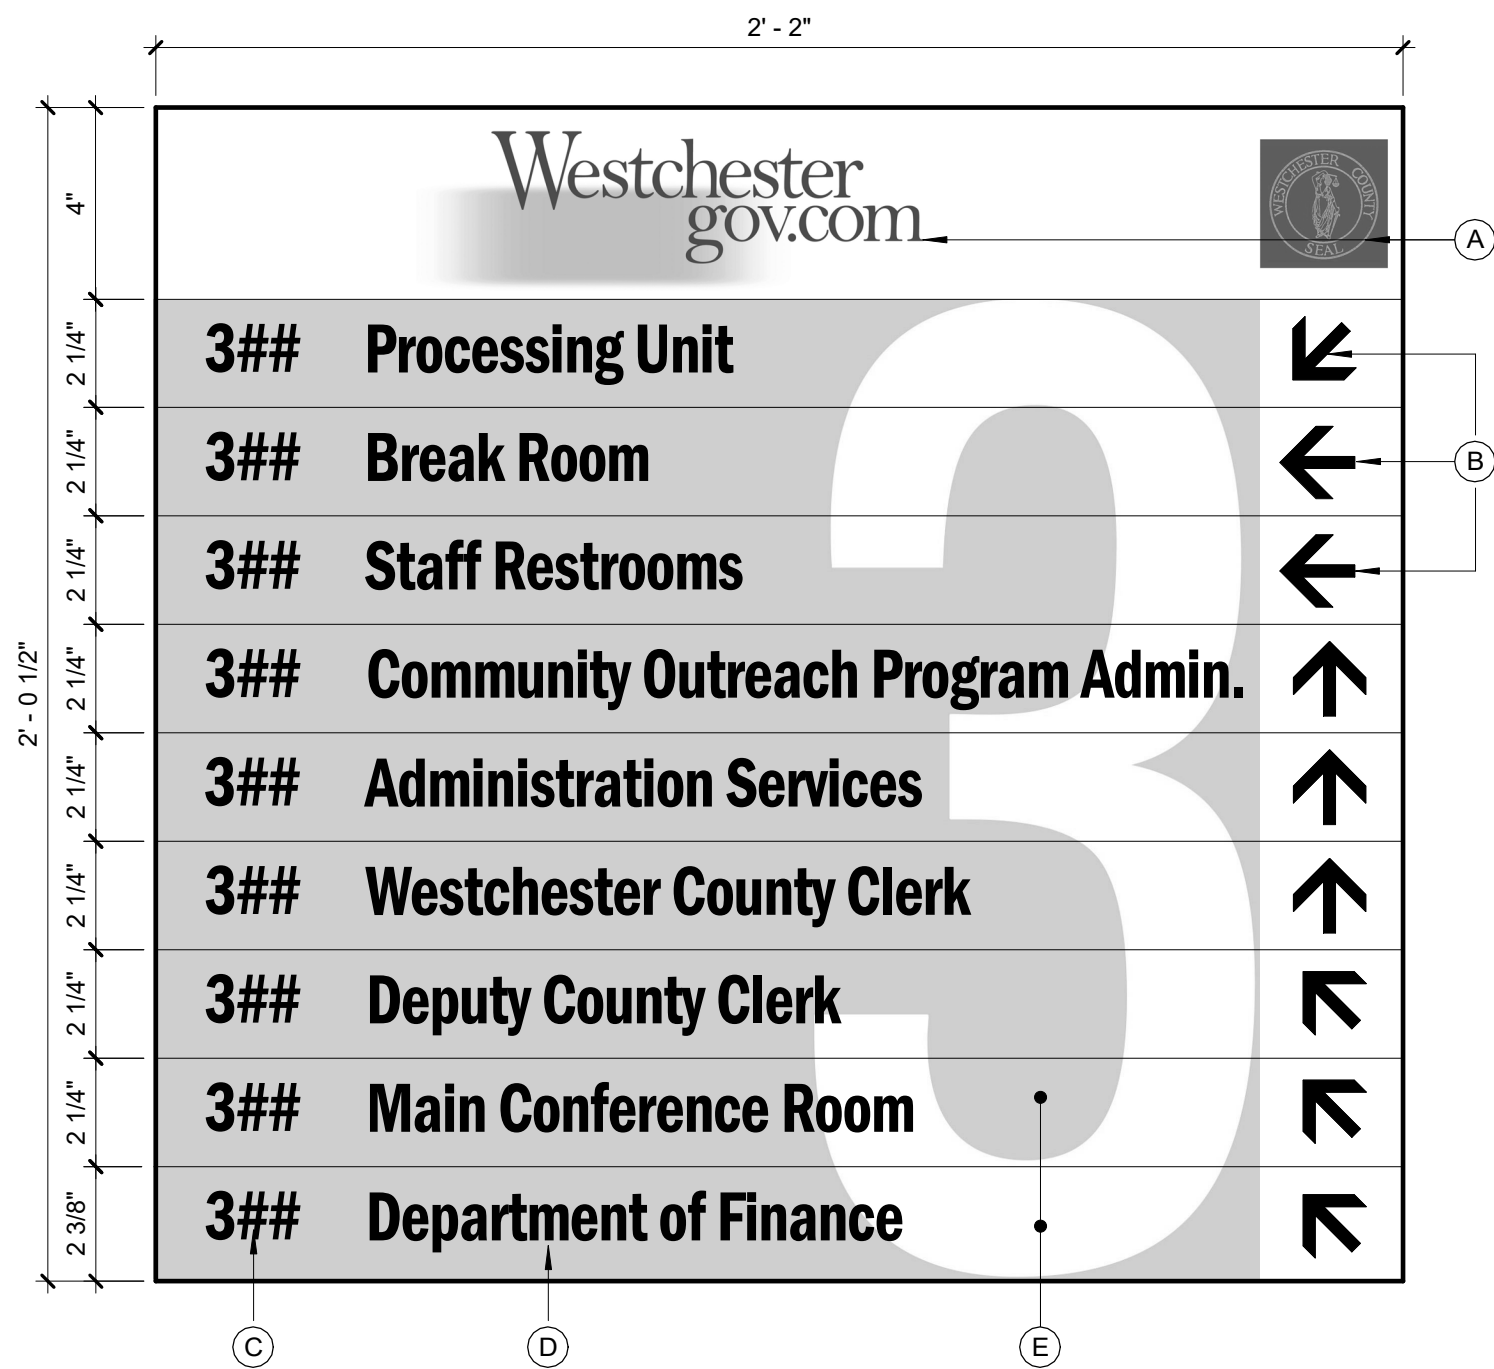 2' - 2"
Westchester
gov.com
WESTCHESTER COUNTY
SEAL
A
4"
2' - 0 1/2"
2 1/4"
3## Processing Unit
2 1/4"
3## Break Room
B
2 1/4"
3## Staff Restrooms
2 1/4"
3## Community Outreach Program Admin.
2 1/4"
3## Administration Services
2 1/4"
3## Westchester County Clerk
2 1/4"
3## Deputy County Clerk
2 1/4"
3## Main Conference Room
2 3/8"
3## Department of Finance
3
C
D
E